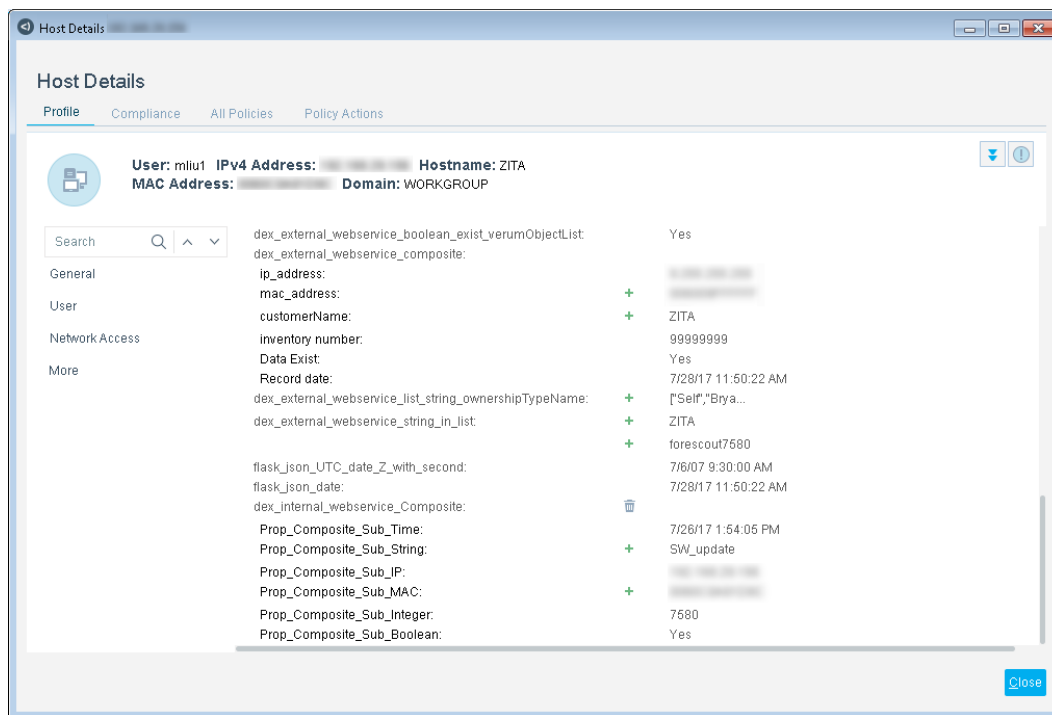 Host Details
Host Details
Profile Compliance All Policies Policy Actions
User: mliu1 IPv4 Address: Hostname: ZITA
MAC Address: Domain: WORKGROUP
Search
General
User
Network Access
More
dex_external_webservice_boolean_exist_verumObjectList: Yes
dex_external_webservice_composite:
ip_address:
mac_address: +
customerName: + ZITA
inventory number: 99999999
Data Exist: Yes
Record date: 7/28/17 11:50:22 AM
dex_external_webservice_list_string_ownershipTypeName: + ["Self","Brya...
dex_external_webservice_string_in_list: + ZITA
+ forescout7580
flask_json_UTC_date_Z_with_second: 7/6/07 9:30:00 AM
flask_json_date: 7/28/17 11:50:22 AM
dex_internal_webservice_Composite:
Prop_Composite_Sub_Time: 7/26/17 1:54:05 PM
Prop_Composite_Sub_String: + SW_update
Prop_Composite_Sub_IP:
Prop_Composite_Sub_MAC: +
Prop_Composite_Sub_Integer: 7580
Prop_Composite_Sub_Boolean: Yes
Close